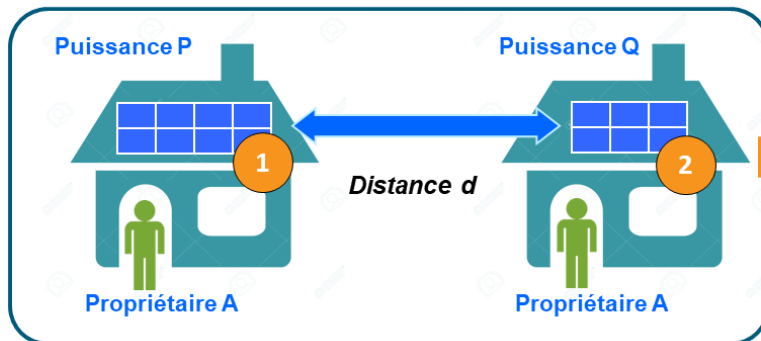 Puissance P
Puissance Q
1
2
Distance d
Propriétaire A
Propriétaire A